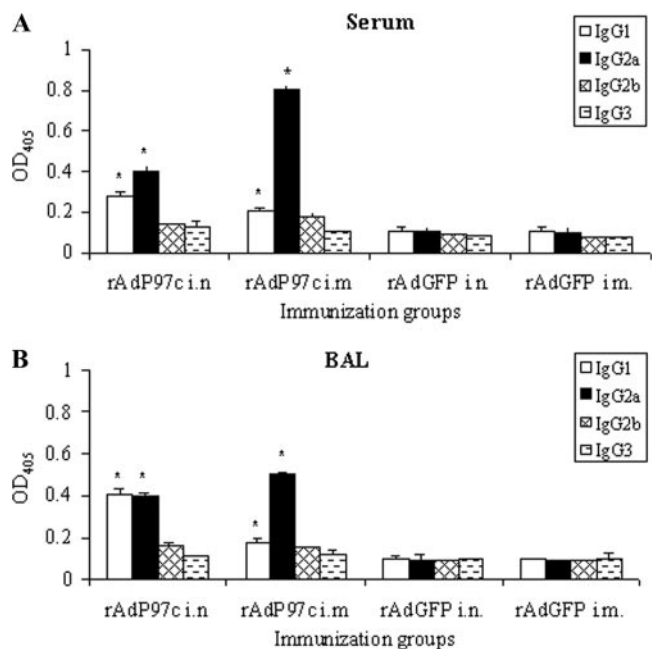 A
Serum
IgG1
IgG2a
IgG2b
IgG3
OD405
1
0.8
0.6
0.4
0.2
0
* * * *
rAdP97c i.n rAdP97c i.m rAdGFP i.n. rAdGFP i.m.
Immunization groups
B
BAL
IgG1
IgG2a
IgG2b
IgG3
OD405
1
0.8
0.6
0.4
0.2
0
* * * *
rAdP97c i.n rAdP97c i.m rAdGFP i.n. rAdGFP i.m.
Immunization groups